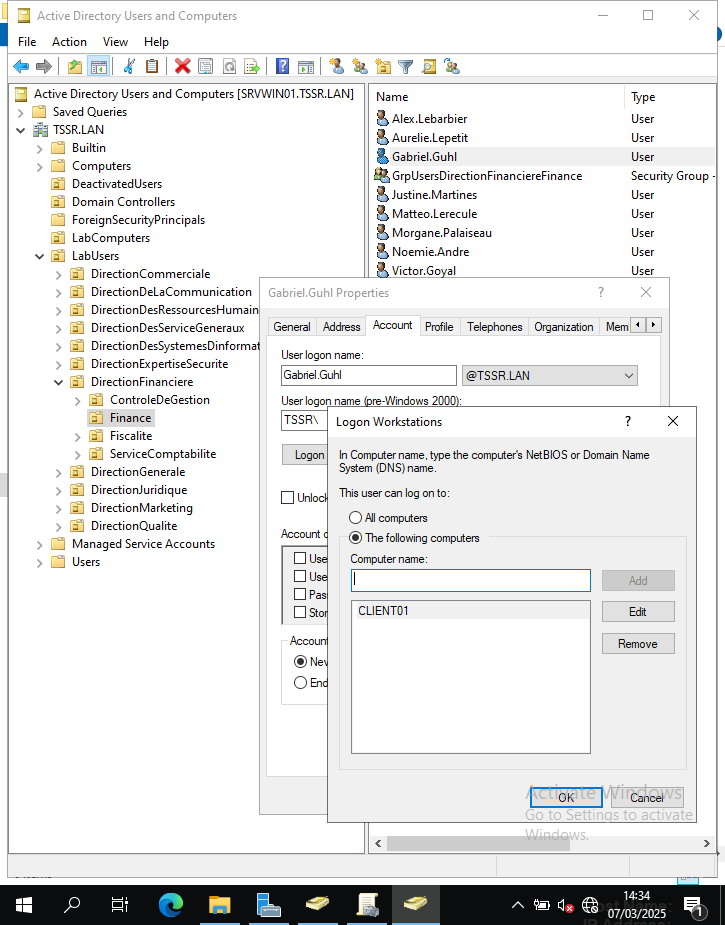 Active Directory Users and Computers
File Action View Help
Active Directory Users and Computers [SRVWIN01.TSSR.LAN]
Saved Queries
TSSR.LAN
Builtin
Computers
DeactivatedUsers
Domain Controllers
ForeignSecurityPrincipals
LabComputers
LabUsers
DirectionCommerciale
DirectionDeLaCommunication
DirectionDesRessourcesHumain
DirectionDesServiceGeneraux
DirectionDesSystemesDinformat
DirectionExpertiseSecurite
DirectionFinanciere
ControleDeGestion
Finance
Fiscalite
ServiceComptabilite
DirectionGenerale
DirectionJuridique
DirectionMarketing
DirectionQualite
Managed Service Accounts
Users
Name Type
Alex.Lebarbier User
Aurelie.Lepetit User
Gabriel.Guhl User
GrpUsersDirectionFinanciereFinance Security Group -
Justine.Martines User
Matteo.Lerecule User
Morgane.Palaiseau User
Noemie.Andre User
Victor.Goyal User
Gabriel.Guhl Properties ?
General Address Account Profile Telephones Organization Mem
User logon name:
Gabriel.Guhl @TSSR.LAN
User logon name (pre-Windows 2000):
TSSR\
Logon
Unlock
Account o
Use
Use
Pas
Stor
Account
Nev
End
Logon Workstations ?
In Computer name, type the computer's NetBIOS or Domain Name
System (DNS) name.
This user can log on to:
All computers
The following computers
Computer name:
Add
CLIENT01
Edit
Remove
OK Cancel
Activate Windows
Go to Settings to activate
Windows.
14:34
07/03/2025
1